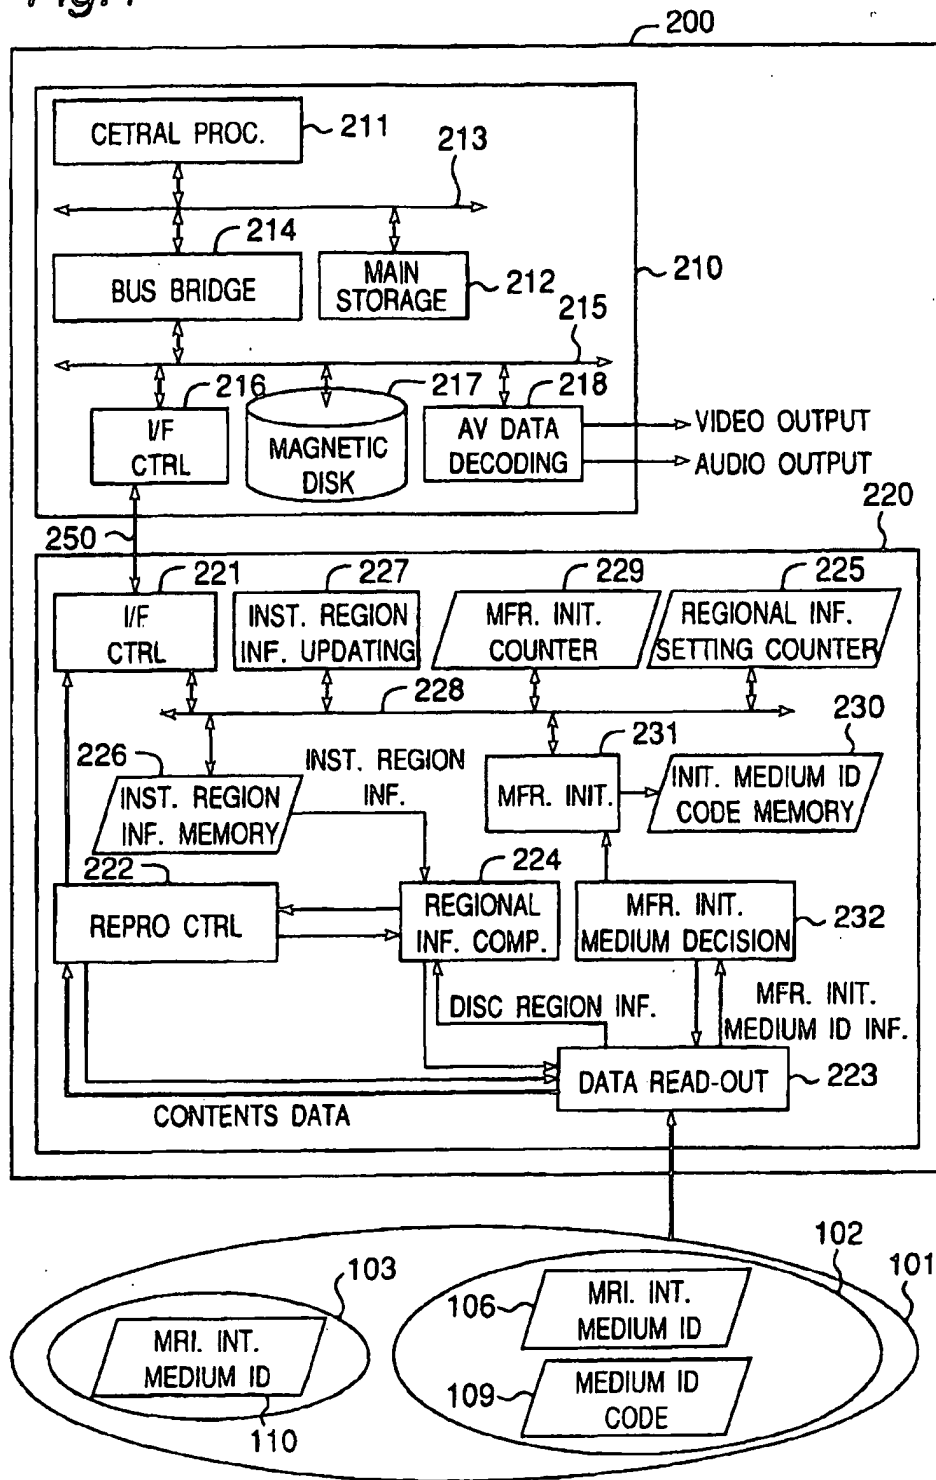 Fig.
200
CETRAL PROC.
211
213
214
BUS BRIDGE
MAIN
STORAGE
212
210
215
216
217
218
I/F
CTRL
MAGNETIC
DISK
AV DATA
DECODING
VIDEO OUTPUT
AUDIO OUTPUT
220
250
221
227
229
225
I/F
CTRL
INST. REGION
INF. UPDATING
MFR. INIT.
COUNTER
REGIONAL INF.
SETTING COUNTER
228
230
226
INST. REGION
INF.
231
INST. REGION
INF. MEMORY
MFR. INIT.
INIT. MEDIUM ID
CODE MEMORY
222
224
REPRO CTRL
REGIONAL
INF. COMP.
MFR. INIT.
MEDIUM DECISION
232
DISC REGION INF.
MFR. INIT.
MEDIUM ID INF.
DATA READ-OUT
223
CONTENTS DATA
102
101
103
106
MRI. INT.
MEDIUM ID
MRI. INT.
MEDIUM ID
109
MEDIUM ID
CODE
110